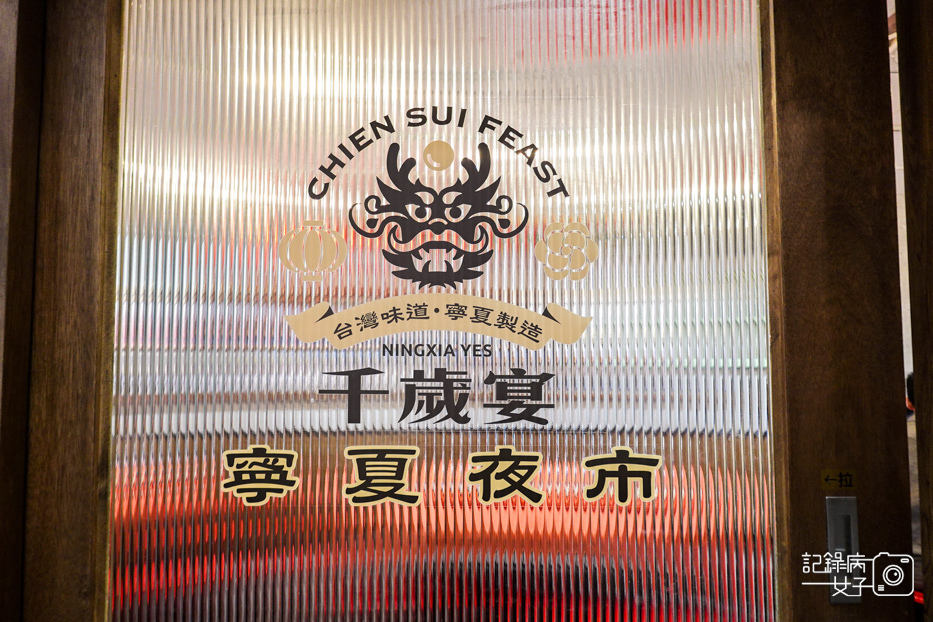 CHIEN SUI FEAST
台灣味道・寧夏製造
NINGXIA YES
千歲宴
寧夏夜市
←拉
記錄病
女子